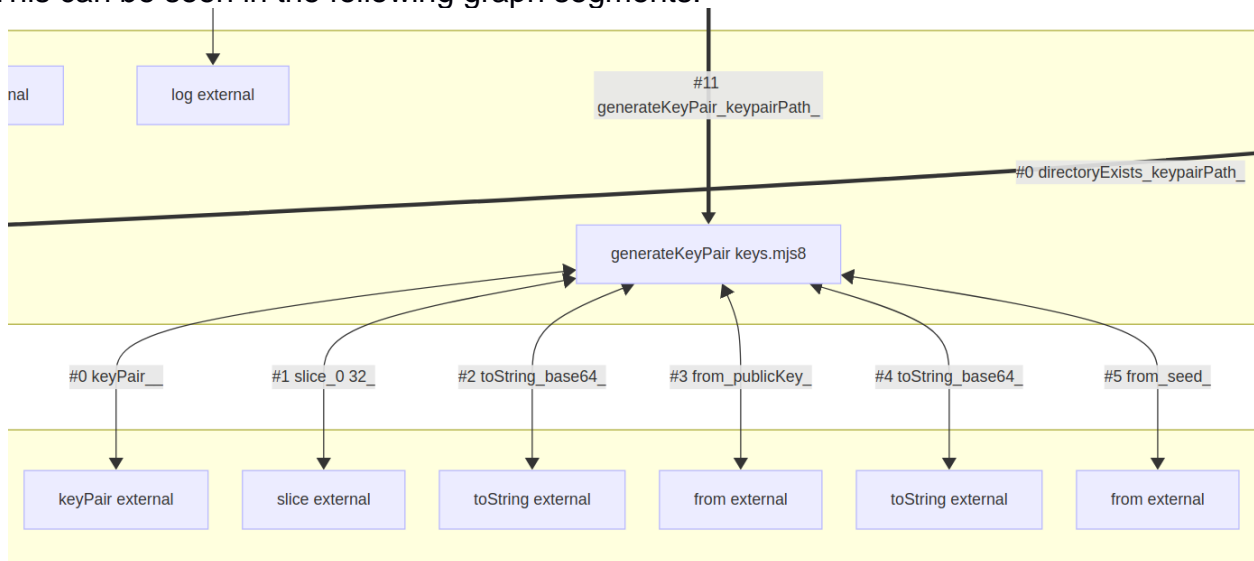 This can be seen in the following graph segments.
nal
log external
#11
generateKeyPair_keypairPath_
#0 directoryExists_keypairPath_
generateKeyPair keys.mjs8
#0 keyPair__
#1 slice_0 32_
#2 toString_base64_
#3 from_publicKey_
#4 toString_base64_
#5 from_seed_
keyPair external
slice external
toString external
from external
toString external
from external